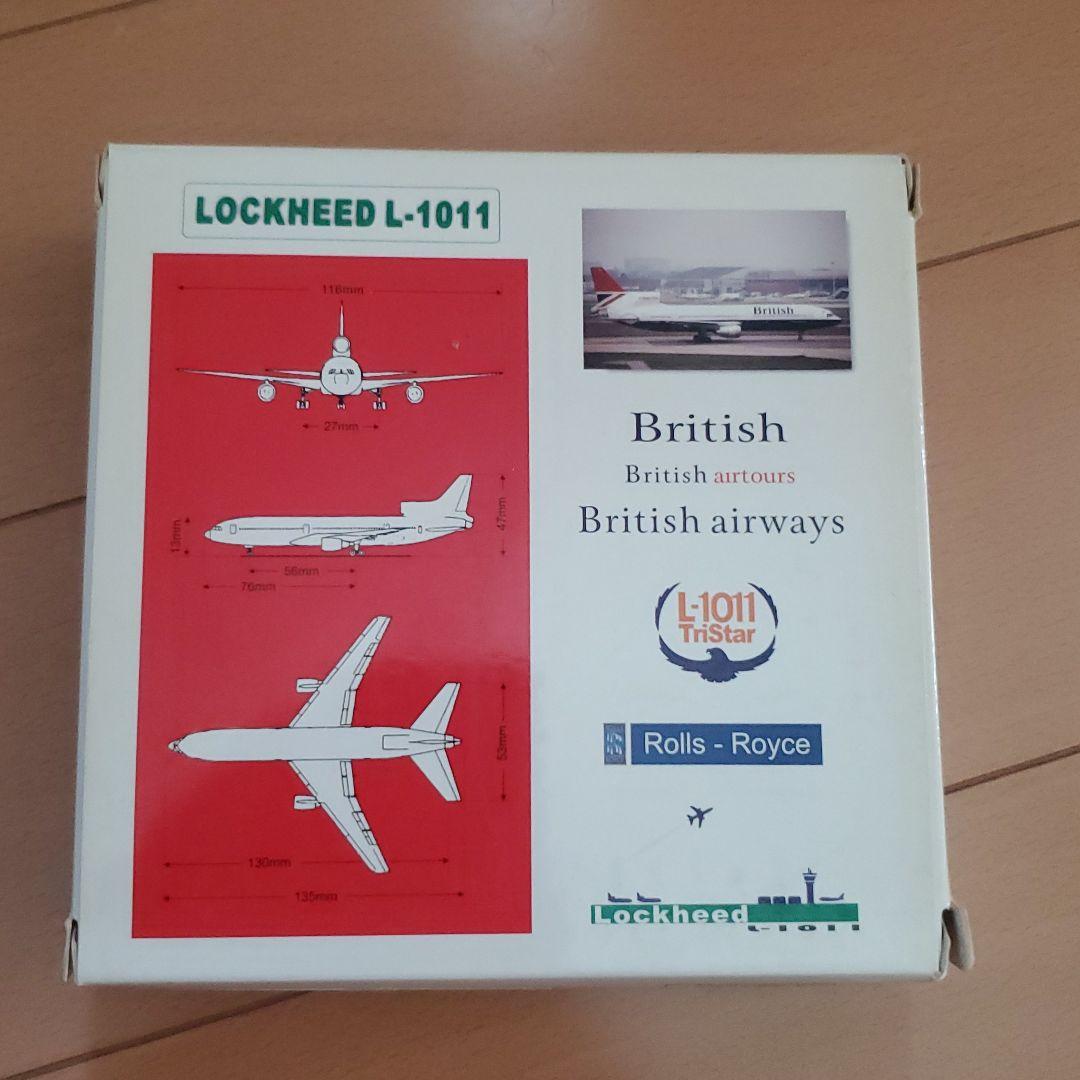 LOCKHEED L-1011
116mm
27mm
13mm
47mm
56mm
76mm
53mm
130mm
135mm
British
British
British airtours
British airways
L-1011
TriStar
Rolls - Royce
Lockheed
L-1011